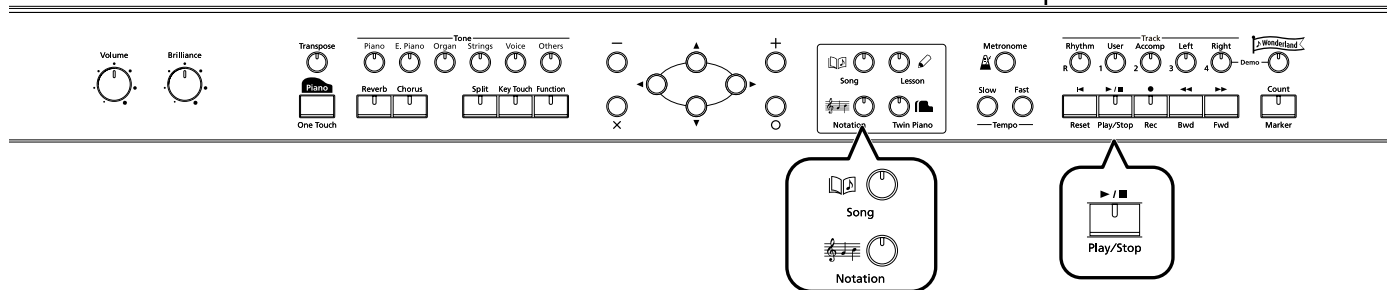 Volume Brilliance
Transpose
Piano
One Touch
Tone
Piano E. Piano Organ Strings Voice Others
Reverb Chorus Split Key Touch Function
− +
× ○
Song Lesson
Notation Twin Piano
Metronome
Slow Fast
Tempo
Track
Rhythm User Accomp Left Right
R 1 2 3 4
Demo
♪Wonderland
Reset Play/Stop Rec Bwd Fwd
Count
Marker
Song
Notation
Play/Stop